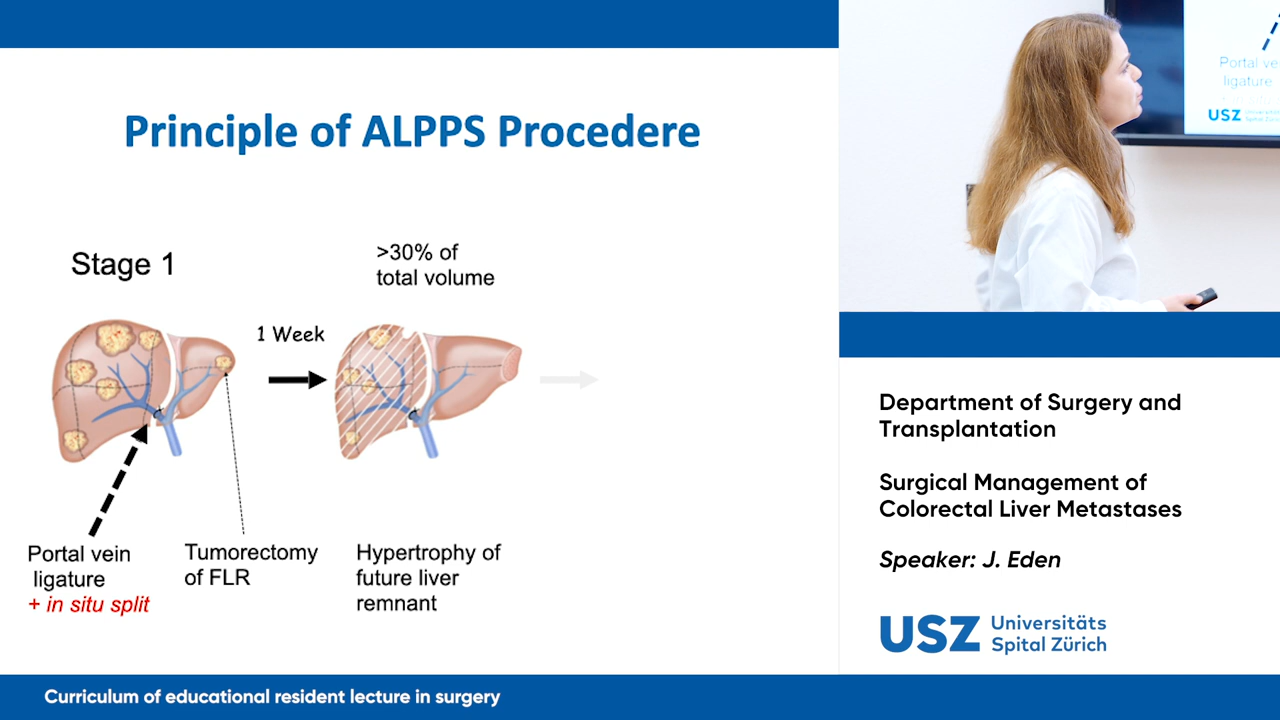 Principle of ALPPS Procedere
Stage 1
>30% of
total volume
1 Week
Portal vein
ligature
+ in situ split
Tumorectomy
of FLR
Hypertrophy of
future liver
remnant
Portal
ligature
USZ
Department of Surgery and
Transplantation
Surgical Management of
Colorectal Liver Metastases
Speaker: J. Eden
USZ Universitäts
Spital Zürich
Curriculum of educational resident lecture in surgery